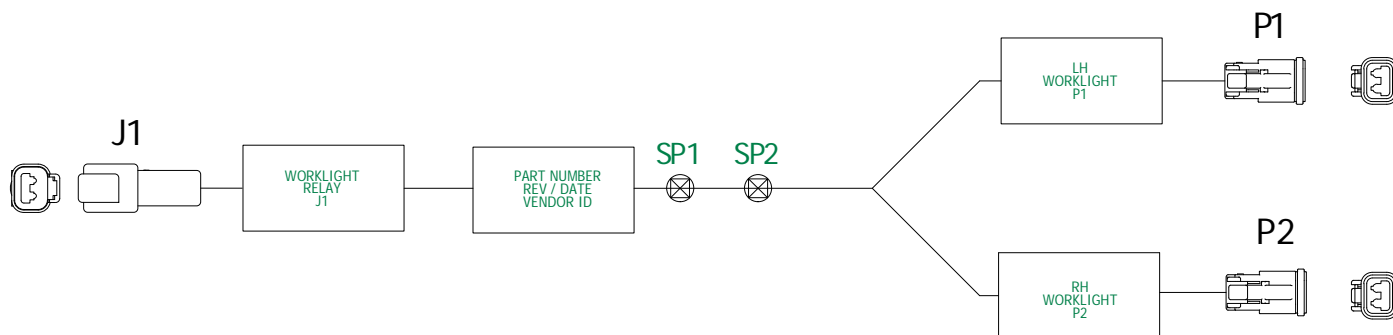 J1
WORKLIGHT
RELAY
J1
PART NUMBER
REV / DATE
VENDOR ID
SP1
SP2
LH
WORKLIGHT
P1
P1
RH
WORKLIGHT
P2
P2